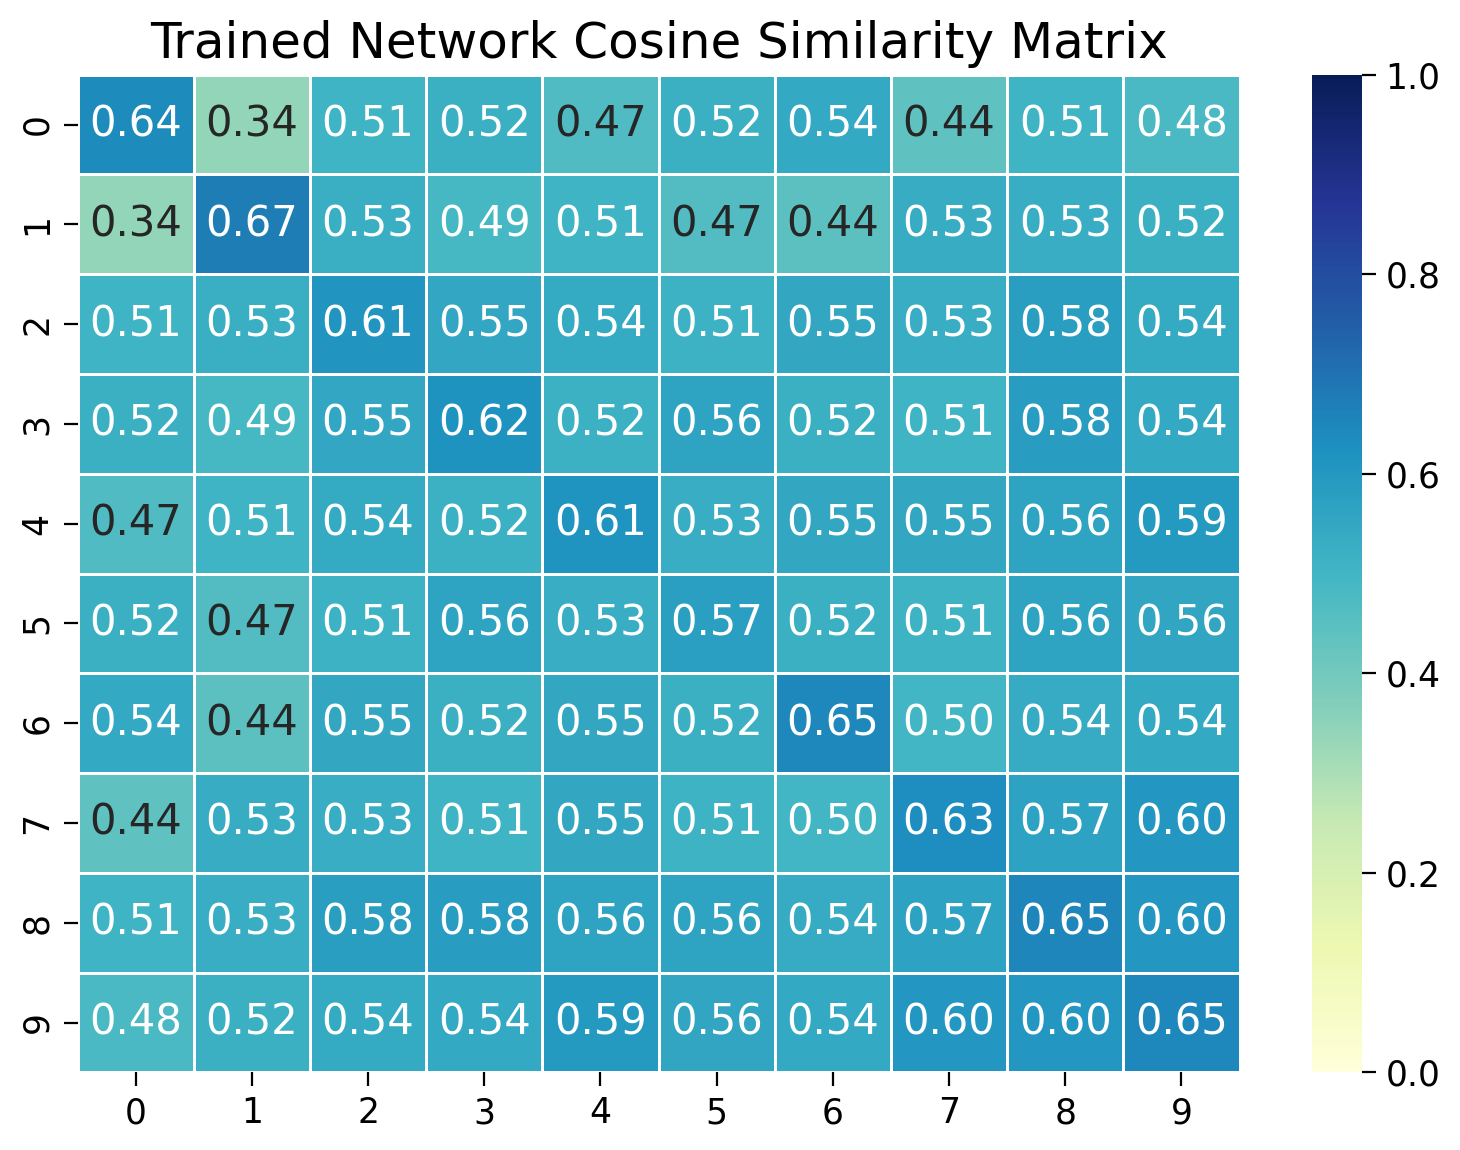 Trained Network Cosine Similarity Matrix
0 0.64 0.34 0.51 0.52 0.47 0.52 0.54 0.44 0.51 0.48
1 0.34 0.67 0.53 0.49 0.51 0.47 0.44 0.53 0.53 0.52
2 0.51 0.53 0.61 0.55 0.54 0.51 0.55 0.53 0.58 0.54
3 0.52 0.49 0.55 0.62 0.52 0.56 0.52 0.51 0.58 0.54
4 0.47 0.51 0.54 0.52 0.61 0.53 0.55 0.55 0.56 0.59
5 0.52 0.47 0.51 0.56 0.53 0.57 0.52 0.51 0.56 0.56
6 0.54 0.44 0.55 0.52 0.55 0.52 0.65 0.50 0.54 0.54
7 0.44 0.53 0.53 0.51 0.55 0.51 0.50 0.63 0.57 0.60
8 0.51 0.53 0.58 0.58 0.56 0.56 0.54 0.57 0.65 0.60
9 0.48 0.52 0.54 0.54 0.59 0.56 0.54 0.60 0.60 0.65
0 1 2 3 4 5 6 7 8 9
1.0
0.8
0.6
0.4
0.2
0.0